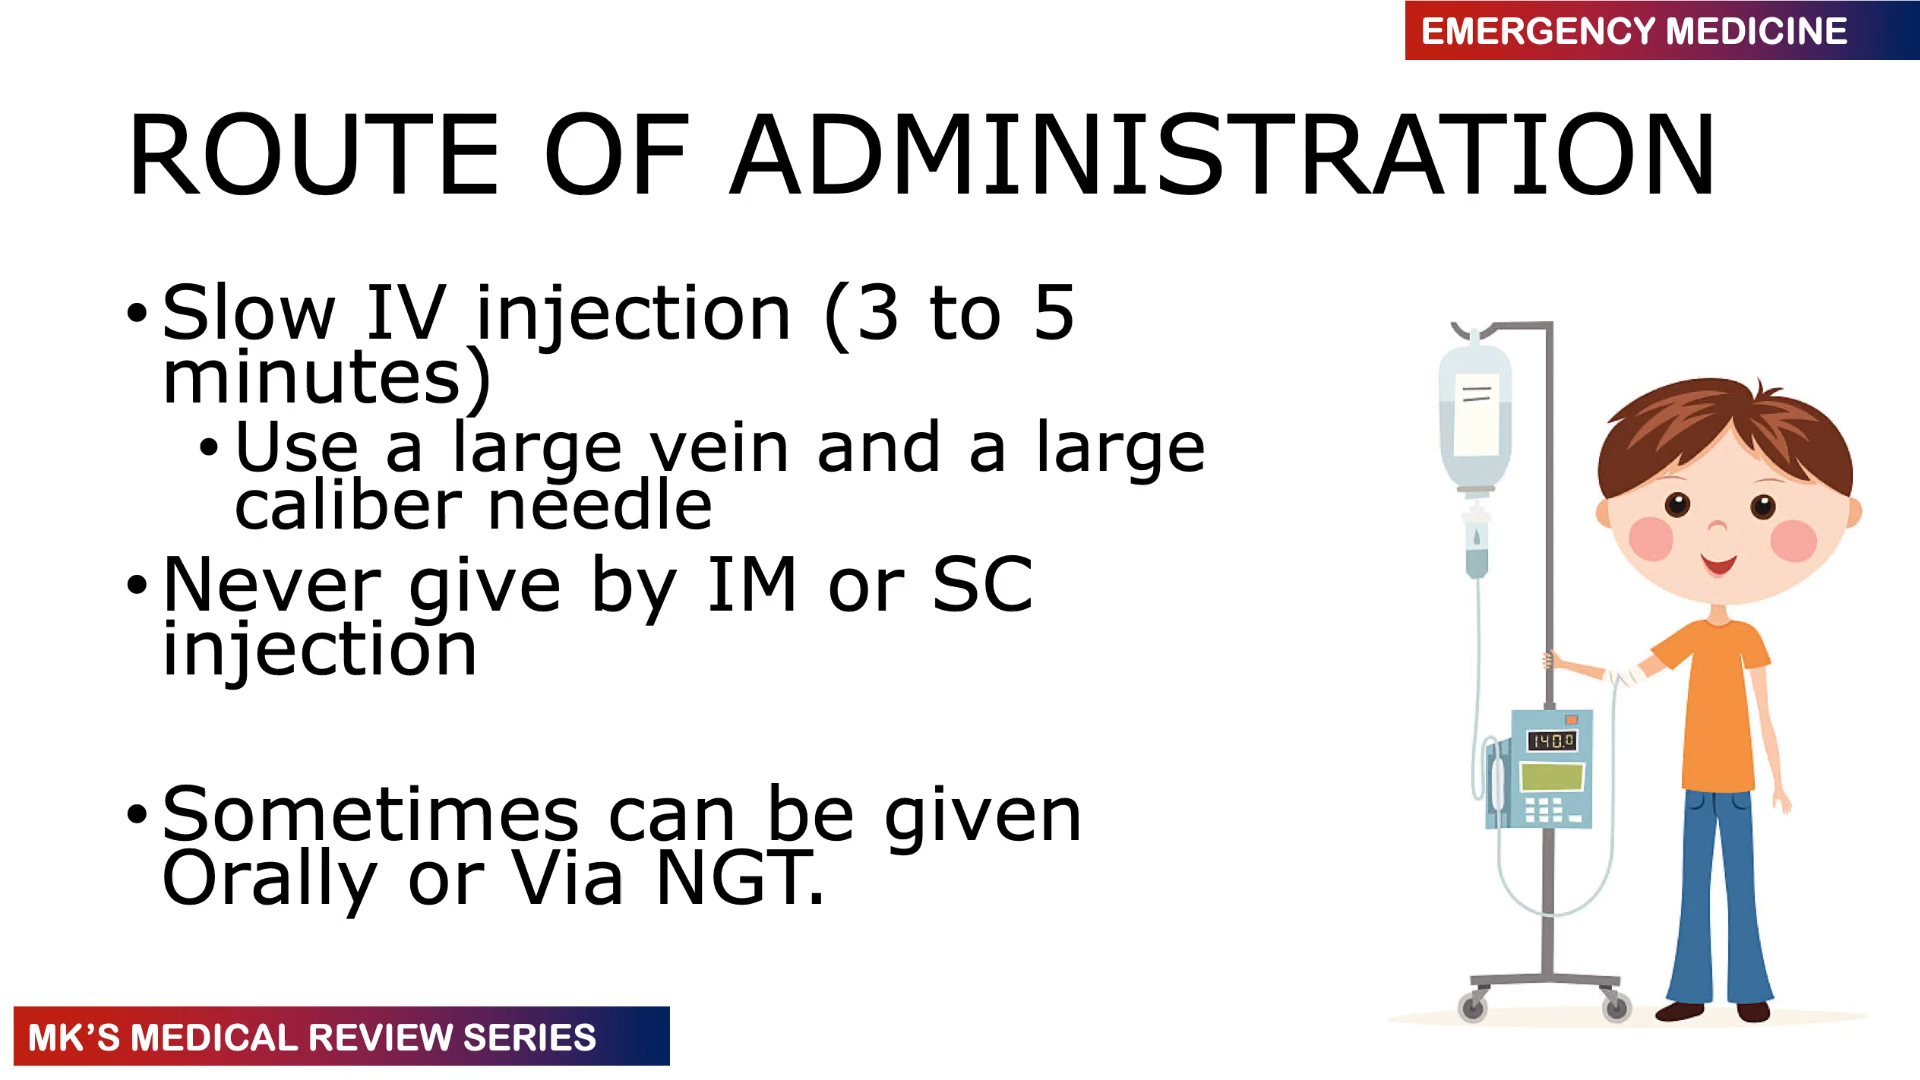 EMERGENCY MEDICINE
ROUTE OF ADMINISTRATION
• Slow IV injection (3 to 5
minutes)
• Use a large vein and a large
caliber needle
• Never give by IM or SC
injection
• Sometimes can be given
Orally or Via NGT.
140.0
MK’S MEDICAL REVIEW SERIES